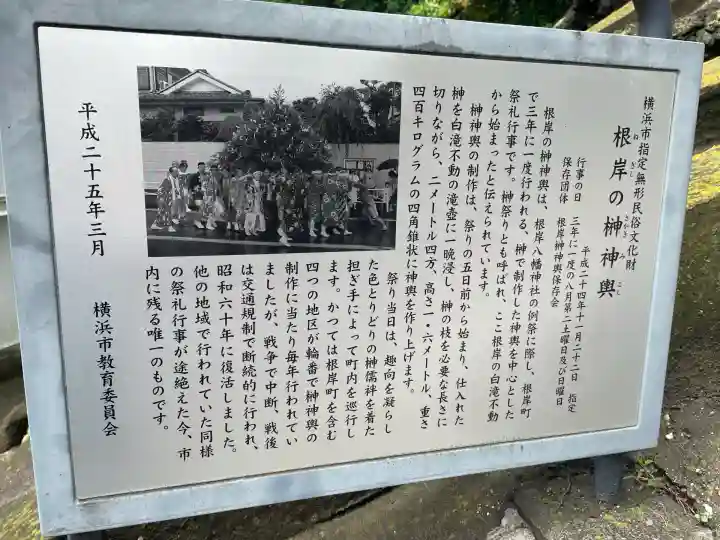 横浜市指定無形民俗文化財
根岸の榊神輿
ねぎし さかきみこし
平成二十四年十一月二十二日 指定
行事の日 三年に一度の八月第二土曜日及び日曜日
保存団体 根岸榊神輿保存会
根岸の榊神輿は、根岸八幡神社の例祭に際し、根岸町
で三年に一度行われる、榊で制作した神輿を中心とした
祭礼行事です。榊祭りとも呼ばれ、ここ根岸の白滝不動
から始まったと伝えられています。
榊神輿の制作は、祭りの五日前から始まり、仕入れた
榊を白滝不動の滝壺に一晩浸し、榊の枝を必要な長さに
切りながら、二メートル四方、高さ一・六メートル、重さ
四百キログラムの四角錐状に神輿を作り上げます。
祭り当日は、趣向を凝らし
た色とりどりの榊襦袢を着た
担ぎ手によって町内を巡行し
ます。かつては根岸町を含む
四つの地区が輪番で榊神輿の
制作に当たり毎年行われてい
ましたが、戦争で中断、戦後
は交通規制で断続的に行われ、
昭和六十年に復活しました。
他の地域で行われていた同様
の祭礼行事が途絶えた今、市
内に残る唯一のものです。
平成二十五年三月
横浜市教育委員会